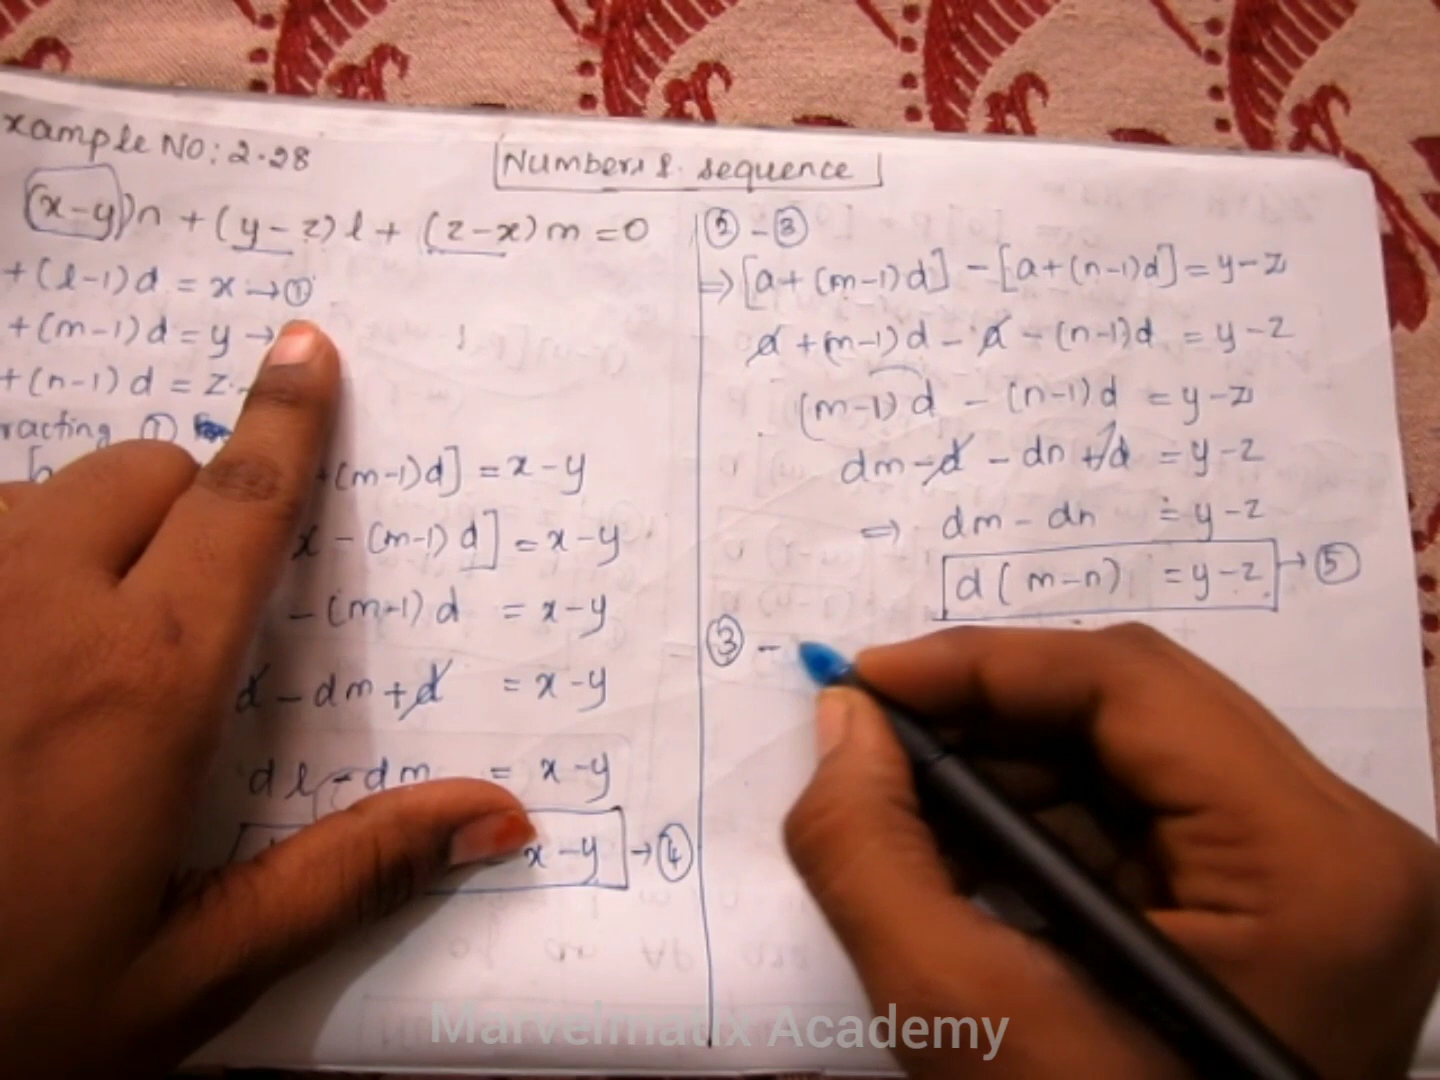 xample NO: 2.28
Numbers & sequence
(x-y)n + (y-z)l + (z-x)m = 0
+(l-1)d = x → ①
+(m-1)d = y →
+(n-1)d = z
racting ①
+(m-1)d] = x-y
- (m-1)d] = x-y
- (m-1)d = x-y
d - dm + d = x-y
dl - dm = x-y
x-y → ④
② - ③
⇒ [a+(m-1)d] - [a+(n-1)d] = y-z
a + (m-1)d - a - (n-1)d = y-z
(m-1)d - (n-1)d = y-z
dm - d - dn + d = y-z
⇒ dm - dn = y-z
d(m-n) = y-z → ⑤
③ -
Marvelmatix Academy